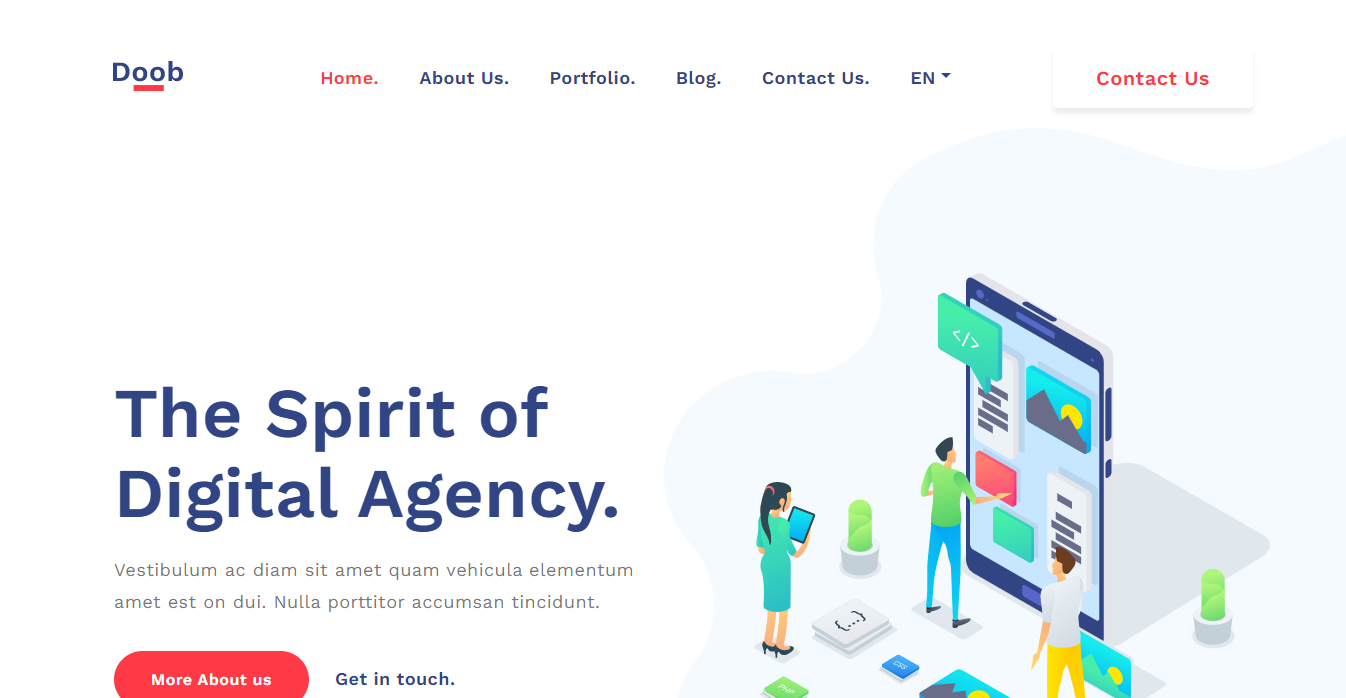 Doob
Home. About Us. Portfolio. Blog. Contact Us. EN
Contact Us
</>
The Spirit of
Digital Agency.
Vestibulum ac diam sit amet quam vehicula elementum
amet est on dui. Nulla porttitor accumsan tincidunt.
{...}
CSS
PHP
More About us
Get in touch.